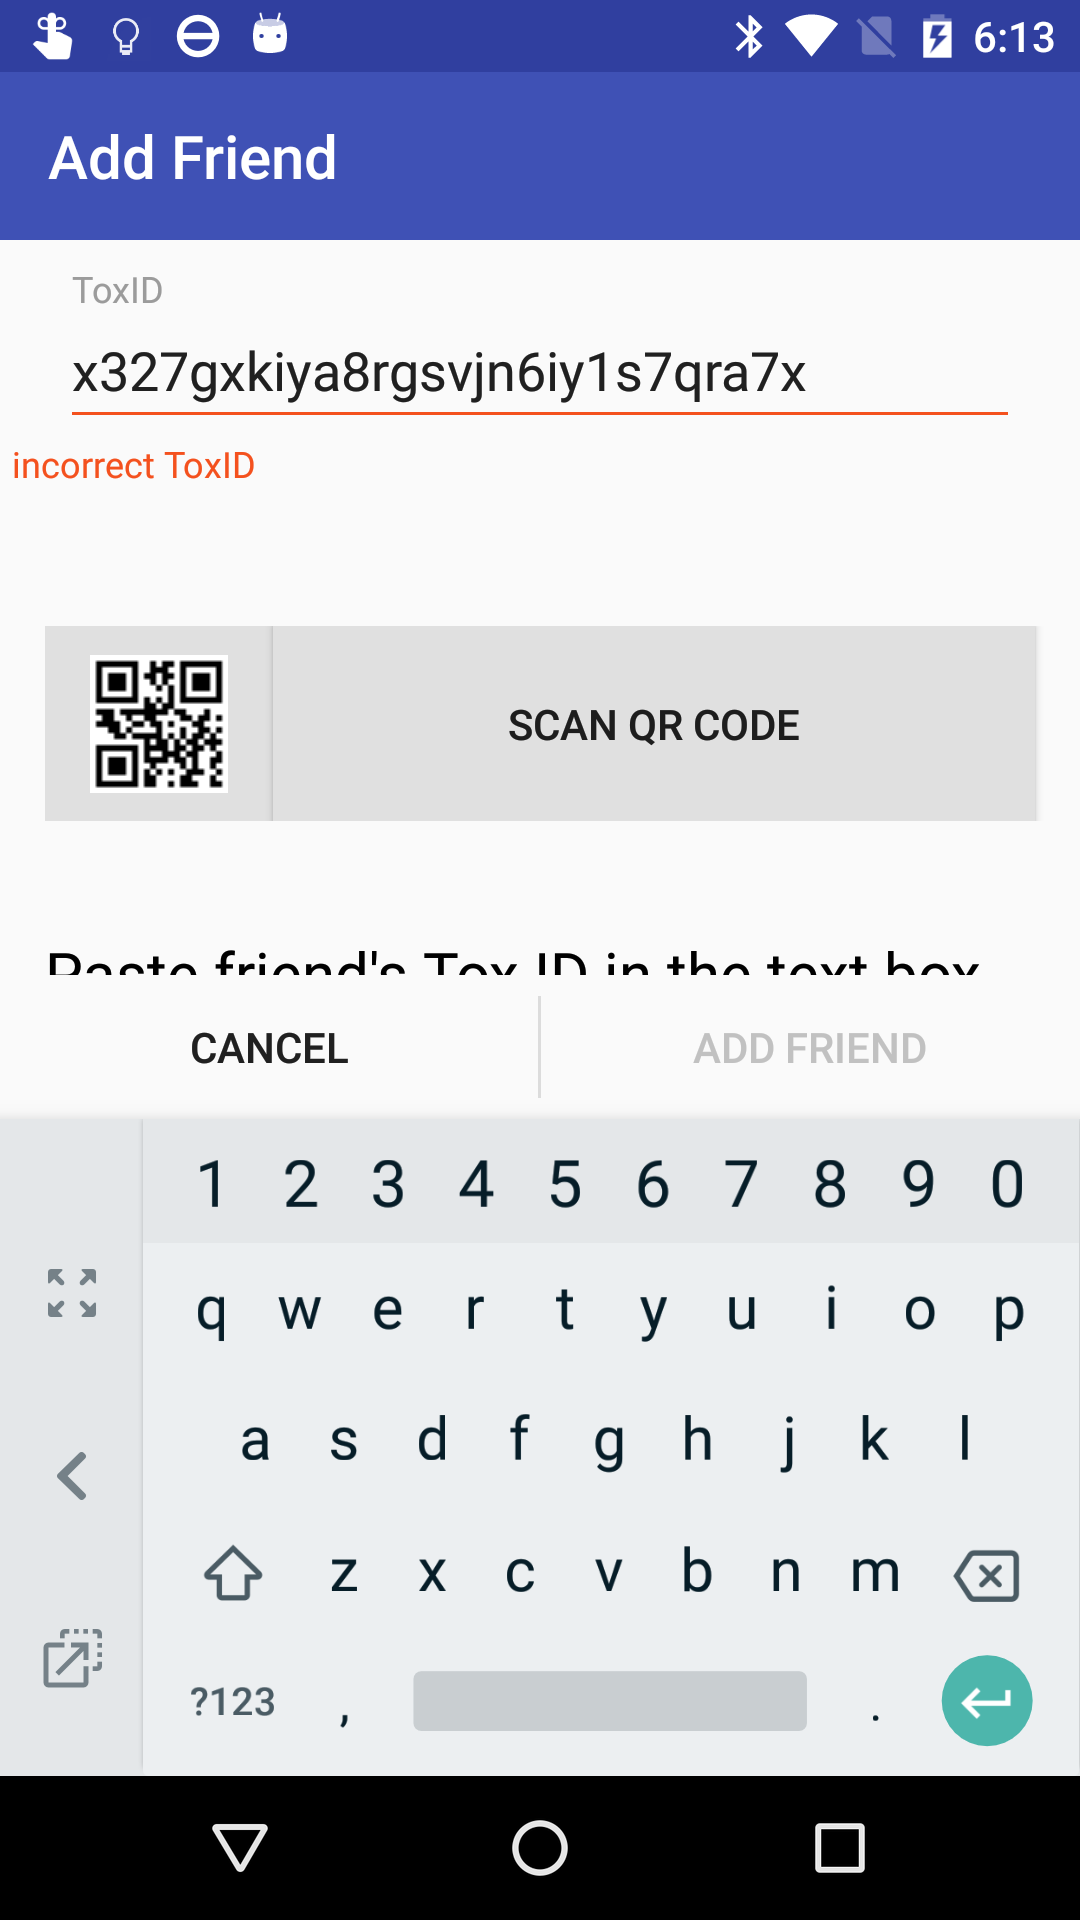 6:13
Add Friend
ToxID
x327gxkiya8rgsvjn6iy1s7qra7x
incorrect ToxID
SCAN QR CODE
Paste friend's Tox ID in the text box
CANCEL
ADD FRIEND
1 2 3 4 5 6 7 8 9 0
q w e r t y u i o p
a s d f g h j k l
z x c v b n m
?123 , .